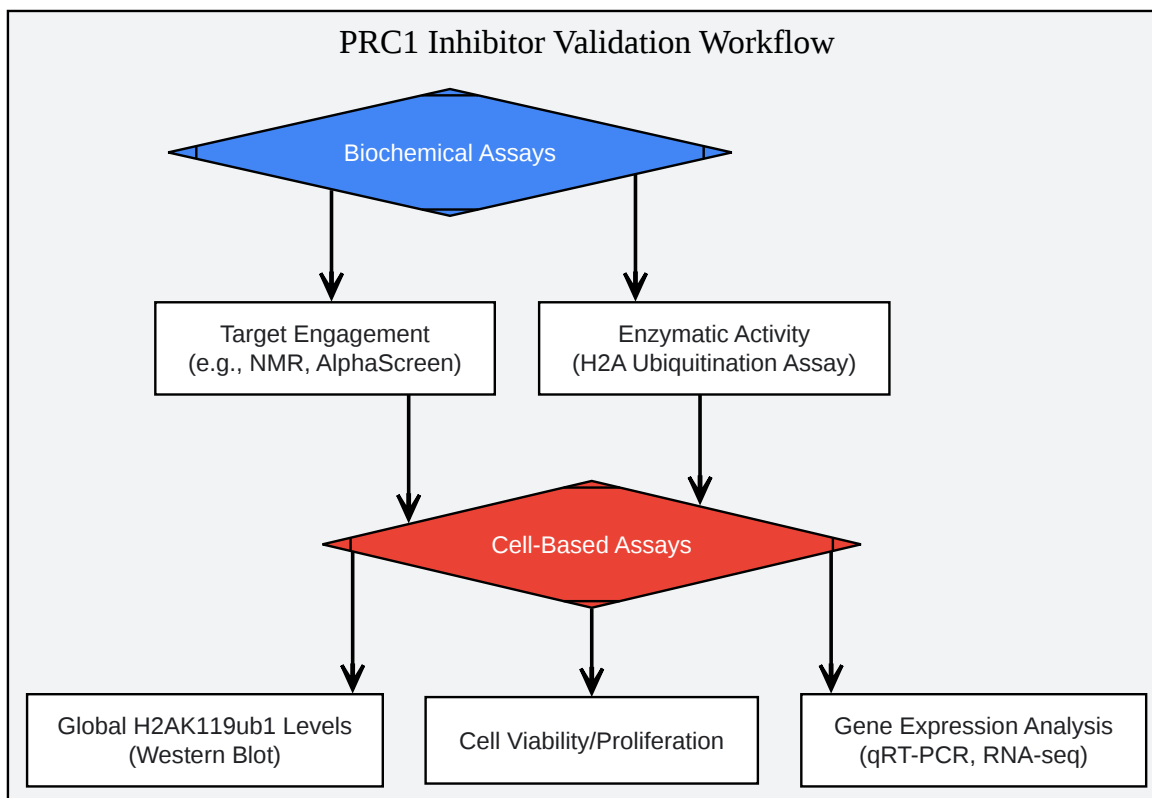 PRC1 Inhibitor Validation Workflow
Biochemical Assays
Target Engagement
(e.g., NMR, AlphaScreen)
Enzymatic Activity
(H2A Ubiquitination Assay)
Cell-Based Assays
Global H2AK119ub1 Levels
(Western Blot)
Cell Viability/Proliferation
Gene Expression Analysis
(qRT-PCR, RNA-seq)